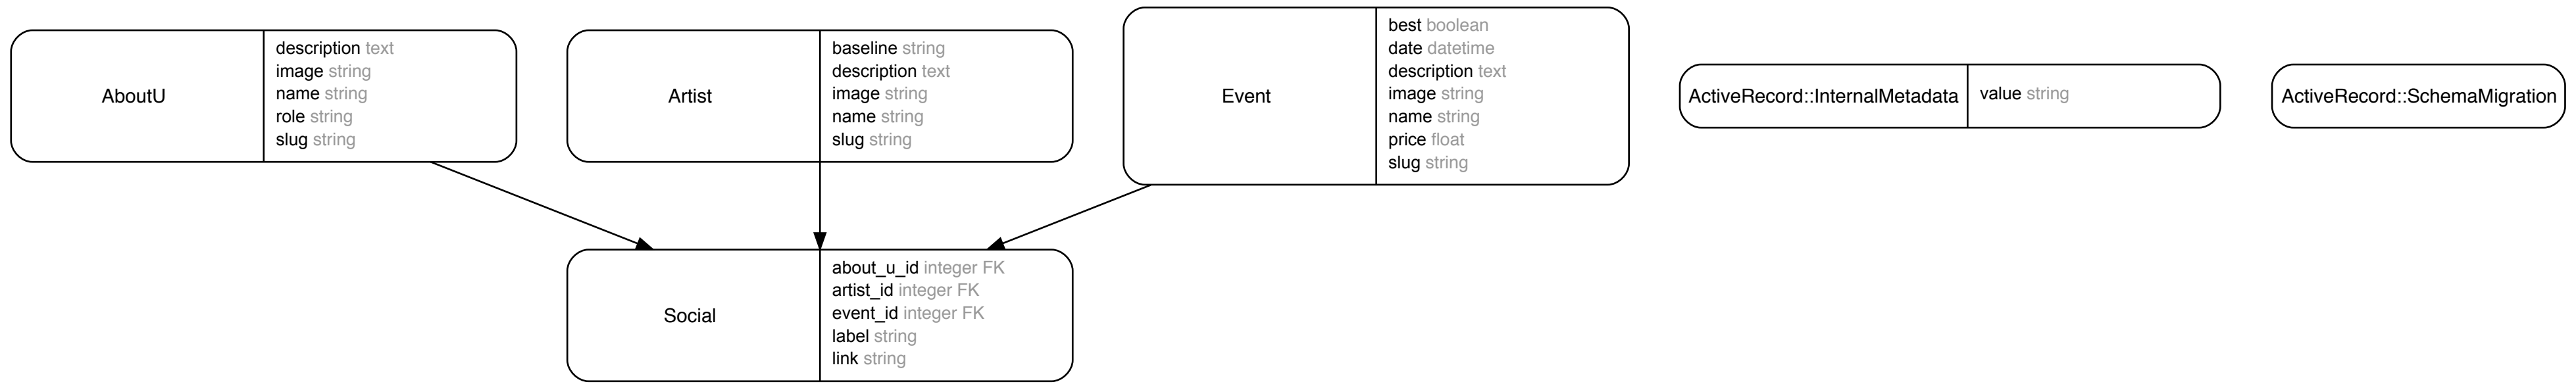 AboutU
description text
image string
name string
role string
slug string
Artist
baseline string
description text
image string
name string
slug string
Event
best boolean
date datetime
description text
image string
name string
price float
slug string
ActiveRecord::InternalMetadata
value string
ActiveRecord::SchemaMigration
Social
about_u_id integer FK
artist_id integer FK
event_id integer FK
label string
link string